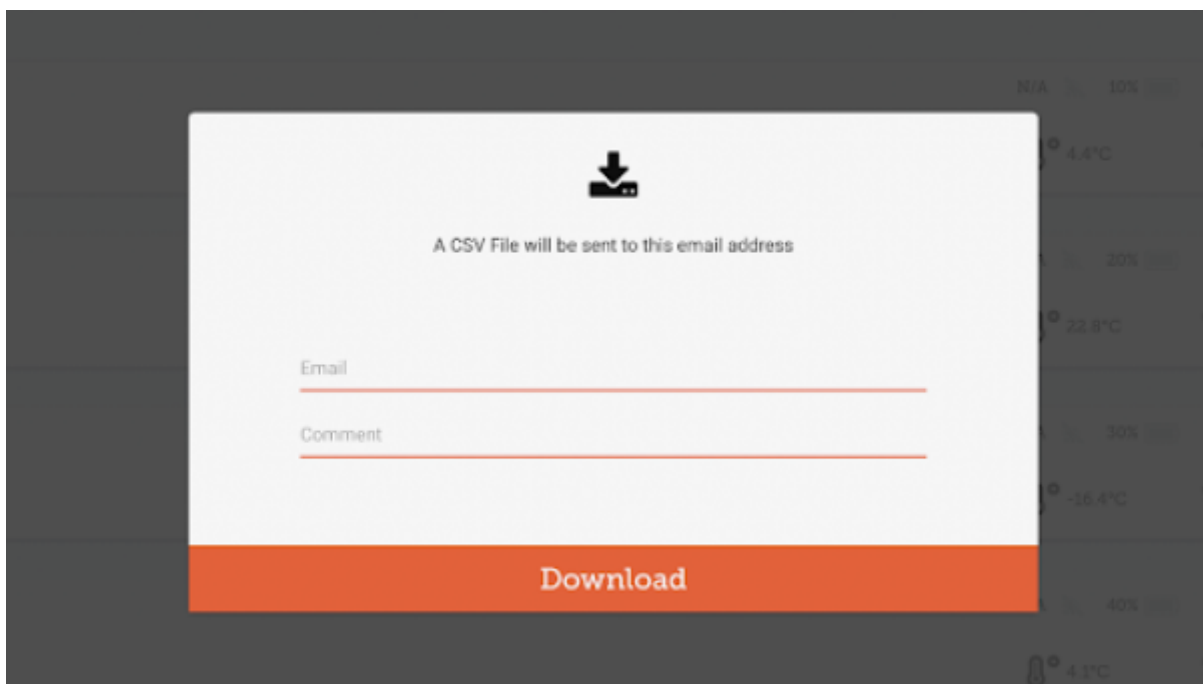 N/A 10%
4.4°C
A CSV File will be sent to this email address
20%
22.8°C
Email
Comment
30%
-16.4°C
Download
40%
4.1°C